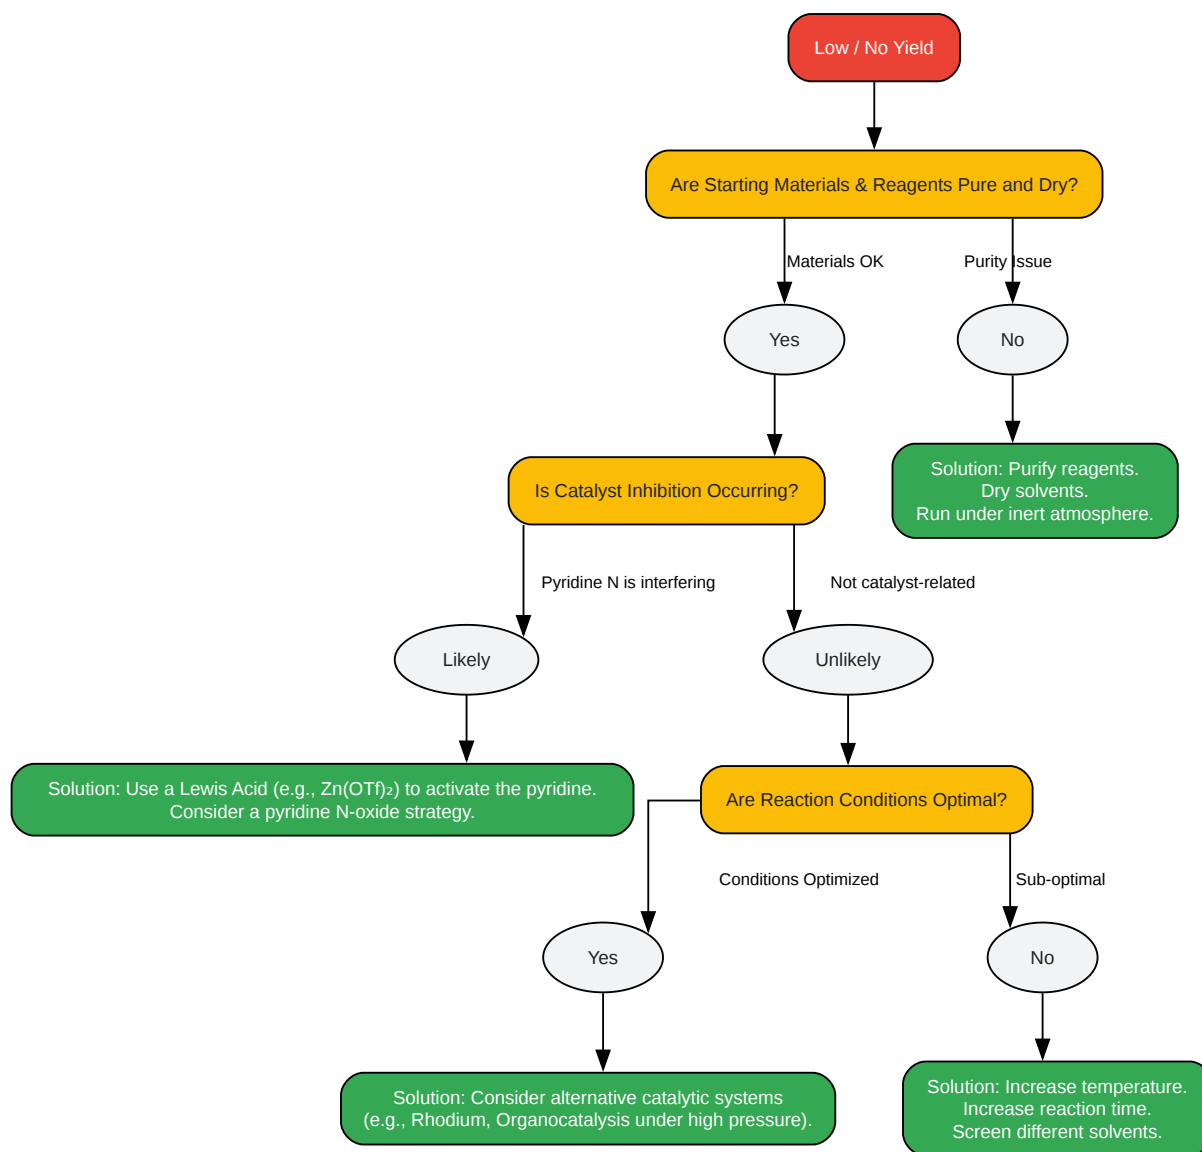 Low / No Yield
Are Starting Materials & Reagents Pure and Dry?
Materials OK
Purity Issue
Yes
No
Solution: Purify reagents.
Dry solvents.
Run under inert atmosphere.
Is Catalyst Inhibition Occurring?
Pyridine N is interfering
Not catalyst-related
Likely
Unlikely
Solution: Use a Lewis Acid (e.g., Zn(OTf)₂) to activate the pyridine.
Consider a pyridine N-oxide strategy.
Are Reaction Conditions Optimal?
Conditions Optimized
Sub-optimal
Yes
No
Solution: Consider alternative catalytic systems
(e.g., Rhodium, Organocatalysis under high pressure).
Solution: Increase temperature.
Increase reaction time.
Screen different solvents.